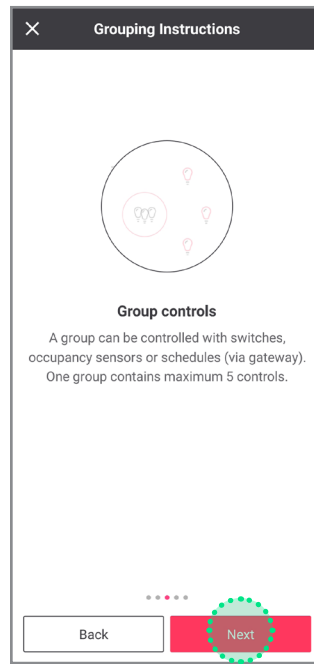 Grouping Instructions
Group controls
A group can be controlled with switches,
occupancy sensors or schedules (via gateway).
One group contains maximum 5 controls.
Back
Next